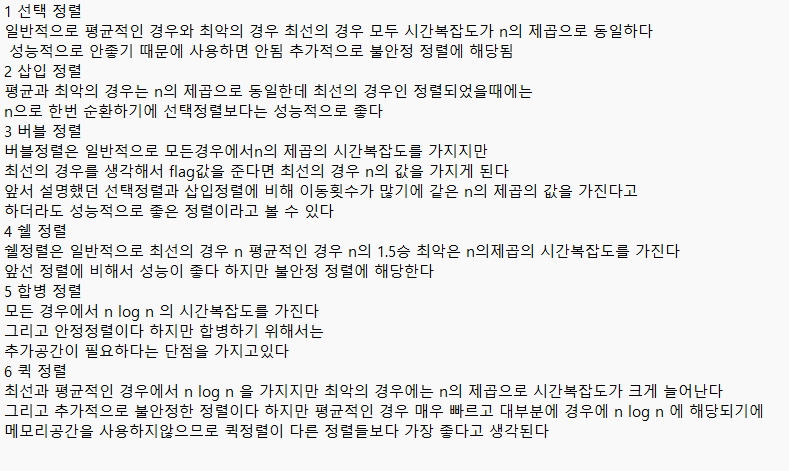 1 선택 정렬
일반적으로 평균적인 경우와 최악의 경우 최선의 경우 모두 시간복잡도가 n의 제곱으로 동일하다
성능적으로 안좋기 때문에 사용하면 안됨 추가적으로 불안정 정렬에 해당됨
2 삽입 정렬
평균과 최악의 경우는 n의 제곱으로 동일한데 최선의 경우인 정렬되었을때에는
n으로 한번 순환하기에 선택정렬보다는 성능적으로 좋다
3 버블 정렬
버블정렬은 일반적으로 모든경우에서n의 제곱의 시간복잡도를 가지지만
최선의 경우를 생각해서 flag값을 준다면 최선의 경우 n의 값을 가지게 된다
앞서 설명했던 선택정렬과 삽입정렬에 비해 이동횟수가 많기에 같은 n의 제곱의 값을 가진다고
하더라도 성능적으로 좋은 정렬이라고 볼 수 있다
4 쉘 정렬
쉘정렬은 일반적으로 최선의 경우 n 평균적인 경우 n의 1.5승 최악은 n의제곱의 시간복잡도를 가진다
앞선 정렬에 비해서 성능이 좋다 하지만 불안정 정렬에 해당한다
5 합병 정렬
모든 경우에서 n log n 의 시간복잡도를 가진다
그리고 안정정렬이다 하지만 합병하기 위해서는
추가공간이 필요하다는 단점을 가지고있다
6 퀵 정렬
최선과 평균적인 경우에서 n log n 을 가지지만 최악의 경우에는 n의 제곱으로 시간복잡도가 크게 늘어난다
그리고 추가적으로 불안정한 정렬이다 하지만 평균적인 경우 매우 빠르고 대부분에 경우에 n log n 에 해당되기에
메모리공간을 사용하지않으므로 퀵정렬이 다른 정렬들보다 가장 좋다고 생각된다